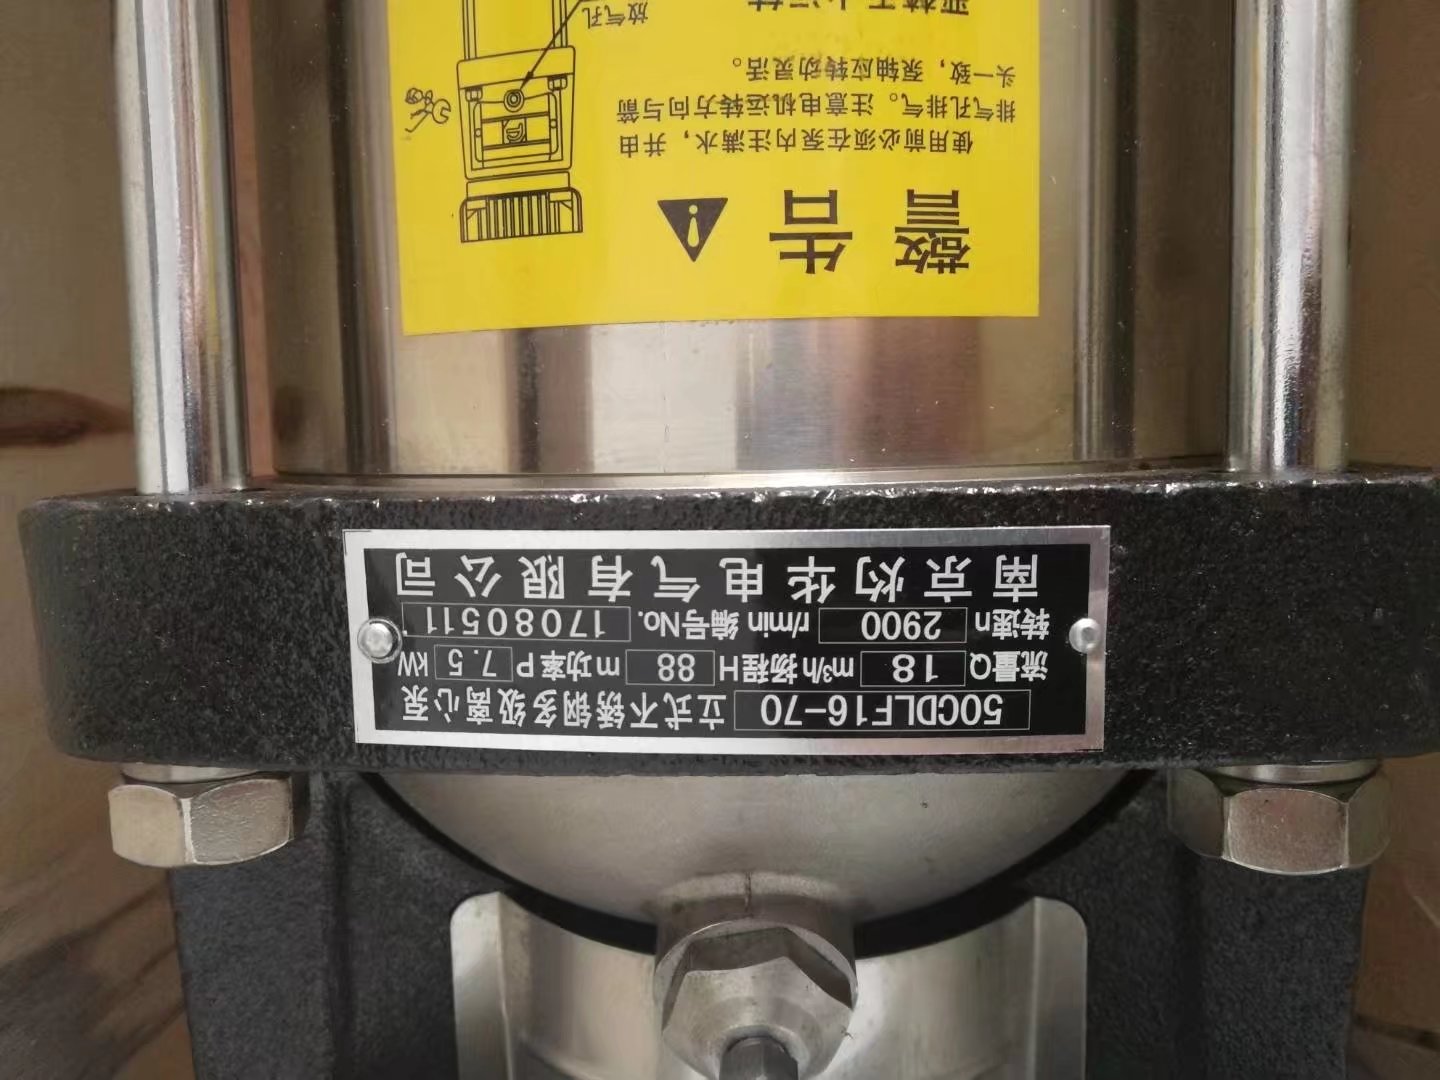 50CDLF16-70 立式不锈钢多级离心泵
流量Q 18 m³/h 扬程H 88 m 功率P 7.5 kW
转速n 2900 r/min 编号No. 17080511
南京灼华电气有限公司
警告
使用前必须在泵内注满水，并由
排气孔排气。注意电机运转方向与箭
头一致，泵轴应转动灵活。
放气孔